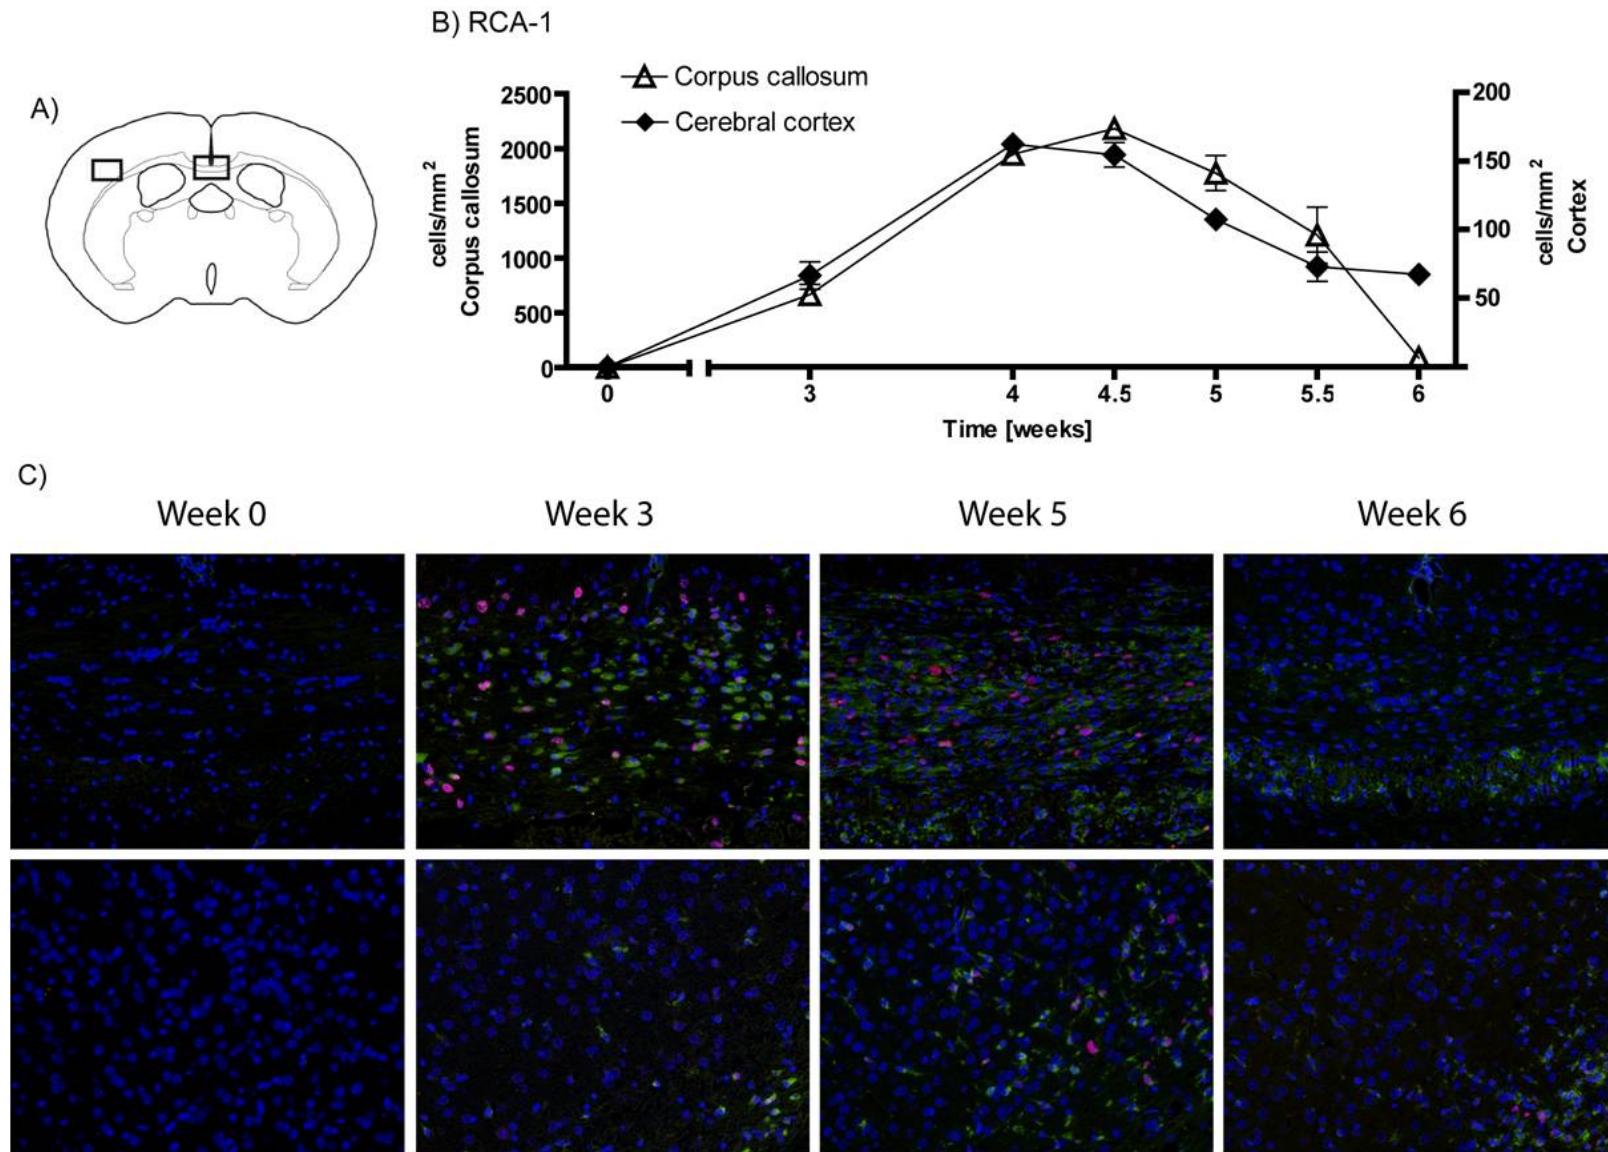 B) RCA-1
A)
Corpus callosum
Cerebral cortex
cells/mm²
Corpus callosum
2500
2000
1500
1000
500
0
200
150
100
50
cells/mm²
Cortex
0 3 4 4.5 5 5.5 6
Time [weeks]
C)
Week 0 Week 3 Week 5 Week 6